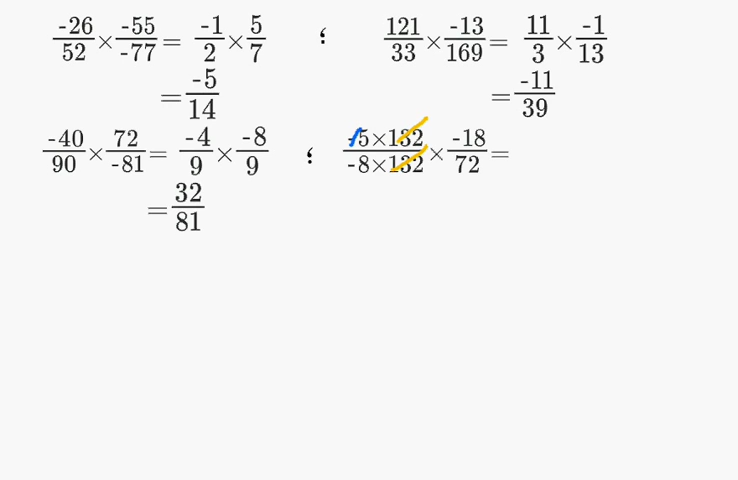 -26/52 × -55/-77 = -1/2 × 5/7 ؛ 121/33 × -13/169 = 11/3 × -1/13
= -5/14 = -11/39
-40/90 × 72/-81 = -4/9 × -8/9 ؛ -5×132/-8×132 × -18/72 =
= 32/81